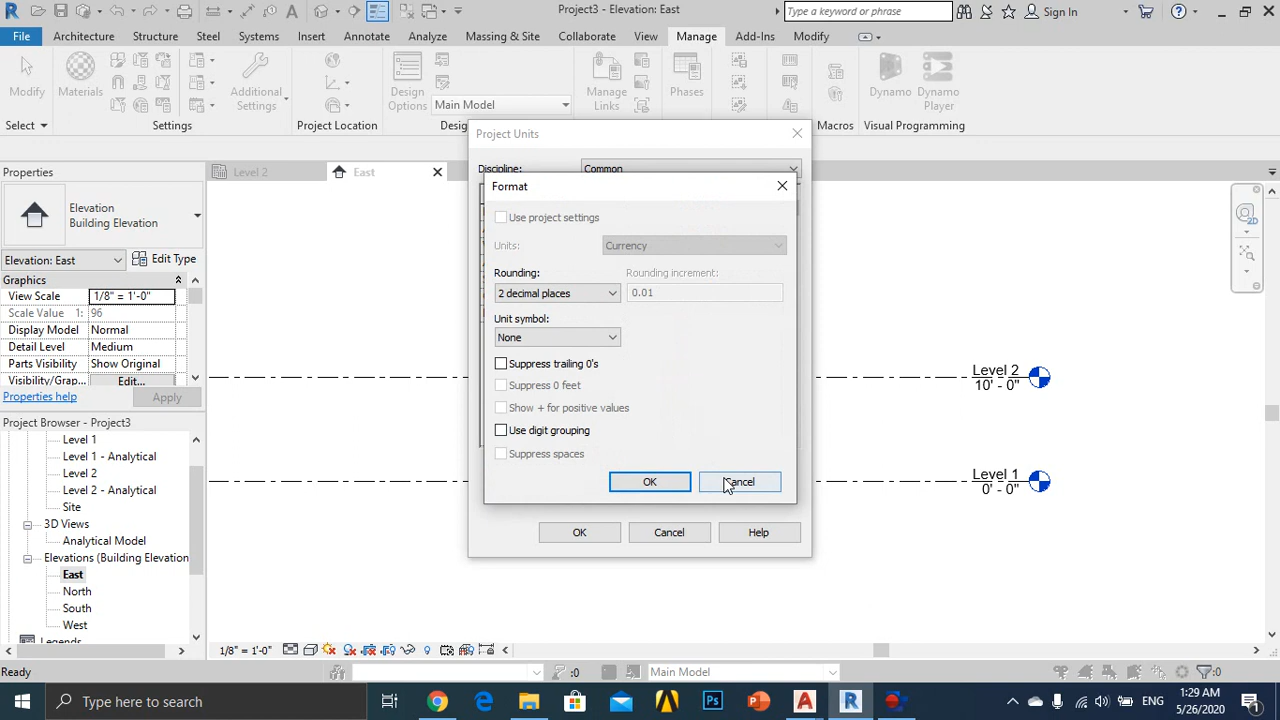 Project3 - Elevation: East
Type a keyword or phrase
Sign In
File
Architecture
Structure
Steel
Systems
Insert
Annotate
Analyze
Massing & Site
Collaborate
View
Manage
Add-Ins
Modify
Modify
Materials
Additional
Settings
Design
Options
Main Model
Manage
Links
Phases
Dynamo
Dynamo
Player
Select
Settings
Project Location
Macros
Visual Programming
Project Units
Discipline:
Common
Format
Use project settings
Units:
Currency
Rounding:
Rounding increment:
2 decimal places
0.01
Unit symbol:
None
Suppress trailing 0's
Suppress 0 feet
Show + for positive values
Use digit grouping
Suppress spaces
OK
Cancel
OK
Cancel
Help
Properties
Level 2
East
Elevation
Building Elevation
Elevation: East
Edit Type
Graphics
View Scale
1/8" = 1'-0"
Scale Value 1:
96
Display Model
Normal
Detail Level
Medium
Parts Visibility
Show Original
Visibility/Grap...
Edit...
Properties help
Apply
Project Browser - Project3
Level 1
Level 1 - Analytical
Level 2
Level 2 - Analytical
Site
3D Views
Analytical Model
Elevations (Building Elevation
East
North
South
West
Legends
Level 2
10' - 0"
Level 1
0' - 0"
2D
1/8" = 1'-0"
Ready
:0
Main Model
:0
Type here to search
ENG
1:29 AM
5/26/2020